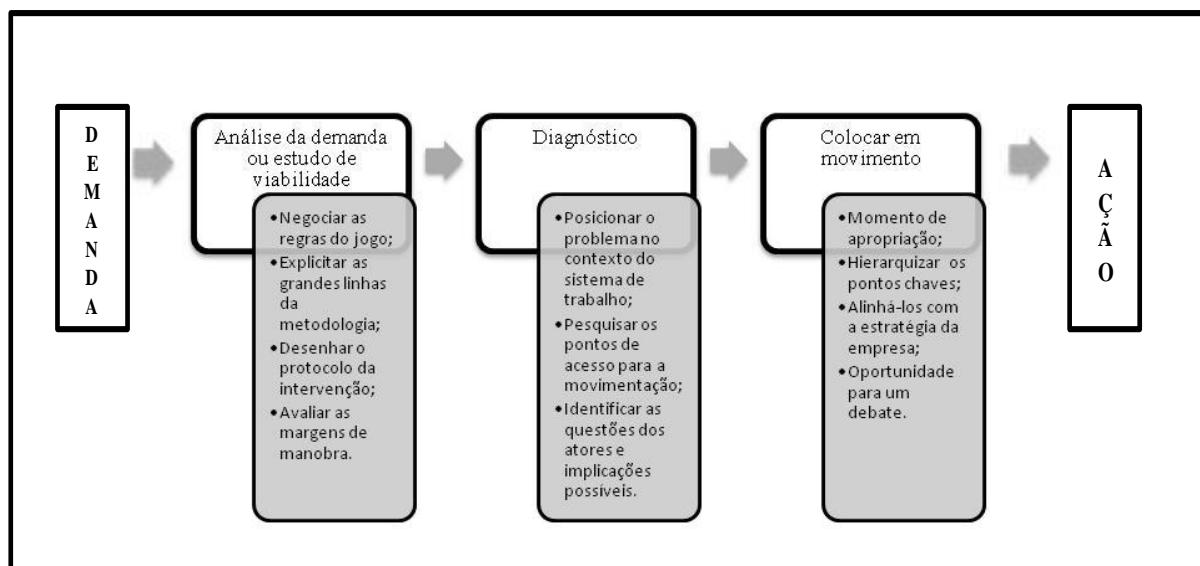 DEMANDA
Análise da demanda
ou estudo de
viabilidade
•Negociar as
regras do jogo;
•Explicitar as
grandes linhas
da
metodologia;
•Desenhar o
protocolo da
intervenção;
•Avaliar as
margens de
manobra.
Diagnóstico
•Posicionar o
problema no
contexto do
sistema de
trabalho;
•Pesquisar os
pontos de
acesso para a
movimentação;
•Identificar as
questões dos
atores e
implicações
possíveis.
Colocar em
movimento
•Momento de
apropriação;
•Hierarquizar os
pontos chaves;
•Alinhá-los com
a estratégia da
empresa;
•Oportunidade
para um
debate.
AÇÃO